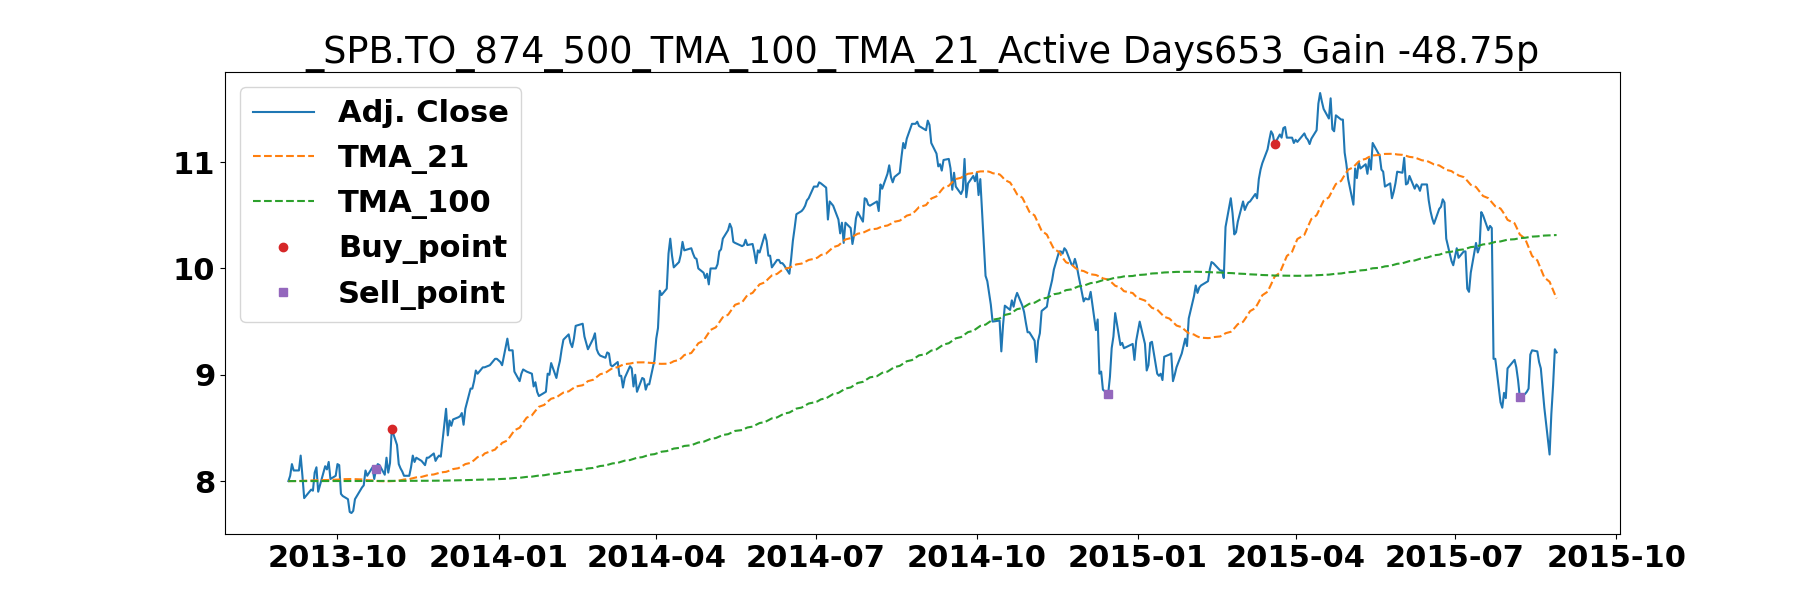 _SPB.TO_874_500_TMA_100_TMA_21_Active Days653_Gain -48.75p
Adj. Close
TMA_21
TMA_100
Buy_point
Sell_point
11
10
9
8
2013-10 2014-01 2014-04 2014-07 2014-10 2015-01 2015-04 2015-07 2015-10